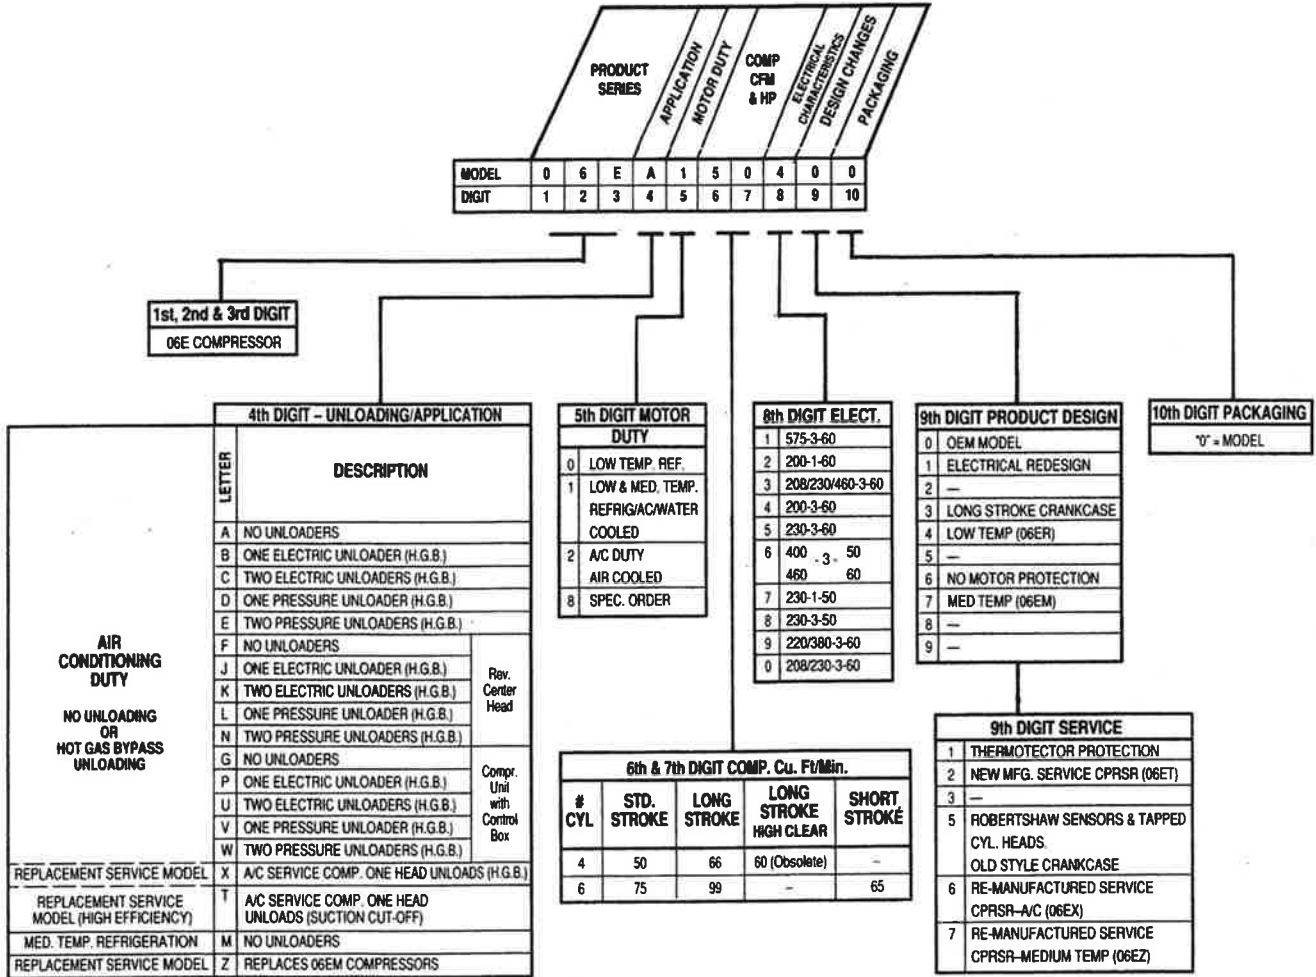 PRODUCT
SERIES
APPLICATION
MOTOR DUTY
COMP
CFM
& HP
ELECTRICAL
CHARACTERISTICS
DESIGN CHANGES
PACKAGING
MODEL 0 6 E A 1 5 0 4 0 0
DIGIT 1 2 3 4 5 6 7 8 9 10
1st, 2nd & 3rd DIGIT
06E COMPRESSOR
4th DIGIT – UNLOADING/APPLICATION
LETTER
DESCRIPTION
AIR
CONDITIONING
DUTY
NO UNLOADING
OR
HOT GAS BYPASS
UNLOADING
A NO UNLOADERS
B ONE ELECTRIC UNLOADER (H.G.B.)
C TWO ELECTRIC UNLOADERS (H.G.B.)
D ONE PRESSURE UNLOADER (H.G.B.)
E TWO PRESSURE UNLOADERS (H.G.B.)
F NO UNLOADERS
J ONE ELECTRIC UNLOADER (H.G.B.)
K TWO ELECTRIC UNLOADERS (H.G.B.)
L ONE PRESSURE UNLOADER (H.G.B.)
N TWO PRESSURE UNLOADERS (H.G.B.)
Rev.
Center
Head
G NO UNLOADERS
P ONE ELECTRIC UNLOADER (H.G.B.)
U TWO ELECTRIC UNLOADERS (H.G.B.)
V ONE PRESSURE UNLOADER (H.G.B.)
W TWO PRESSURE UNLOADERS (H.G.B.)
Compr.
Unit
with
Control
Box
REPLACEMENT SERVICE MODEL X A/C SERVICE COMP. ONE HEAD UNLOADS (H.G.B.)
REPLACEMENT SERVICE
MODEL (HIGH EFFICIENCY)
T A/C SERVICE COMP. ONE HEAD
UNLOADS (SUCTION CUT-OFF)
MED. TEMP. REFRIGERATION M NO UNLOADERS
REPLACEMENT SERVICE MODEL Z REPLACES 06EM COMPRESSORS
5th DIGIT MOTOR
DUTY
0 LOW TEMP. REF.
1 LOW & MED. TEMP.
REFRIG/AC/WATER
COOLED
2 A/C DUTY
AIR COOLED
8 SPEC. ORDER
6th & 7th DIGIT COMP. Cu. Ft/Min.
# CYL STD. STROKE LONG STROKE LONG STROKE HIGH CLEAR SHORT STROKE
4 50 66 60 (Obsolete) –
6 75 99 – 65
8th DIGIT ELECT.
1 575-3-60
2 200-1-60
3 208/230/460-3-60
4 200-3-60
5 230-3-60
6 400 - 3 - 50
460 60
7 230-1-50
8 230-3-50
9 220/380-3-60
0 208/230-3-60
9th DIGIT PRODUCT DESIGN
0 OEM MODEL
1 ELECTRICAL REDESIGN
2 —
3 LONG STROKE CRANKCASE
4 LOW TEMP (06ER)
5 —
6 NO MOTOR PROTECTION
7 MED TEMP (06EM)
8 —
9 —
9th DIGIT SERVICE
1 THERMOTECTOR PROTECTION
2 NEW MFG. SERVICE CPRSR (06ET)
3 —
5 ROBERTSHAW SENSORS & TAPPED
CYL. HEADS.
OLD STYLE CRANKCASE
6 RE-MANUFACTURED SERVICE
CPRSR–A/C (06EX)
7 RE-MANUFACTURED SERVICE
CPRSR–MEDIUM TEMP (06EZ)
10th DIGIT PACKAGING
"0" = MODEL